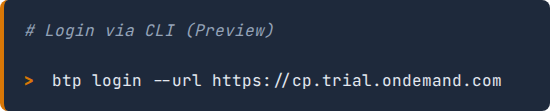 # Login via CLI (Preview)
> btp login --url https://cp.trial.ondemand.com